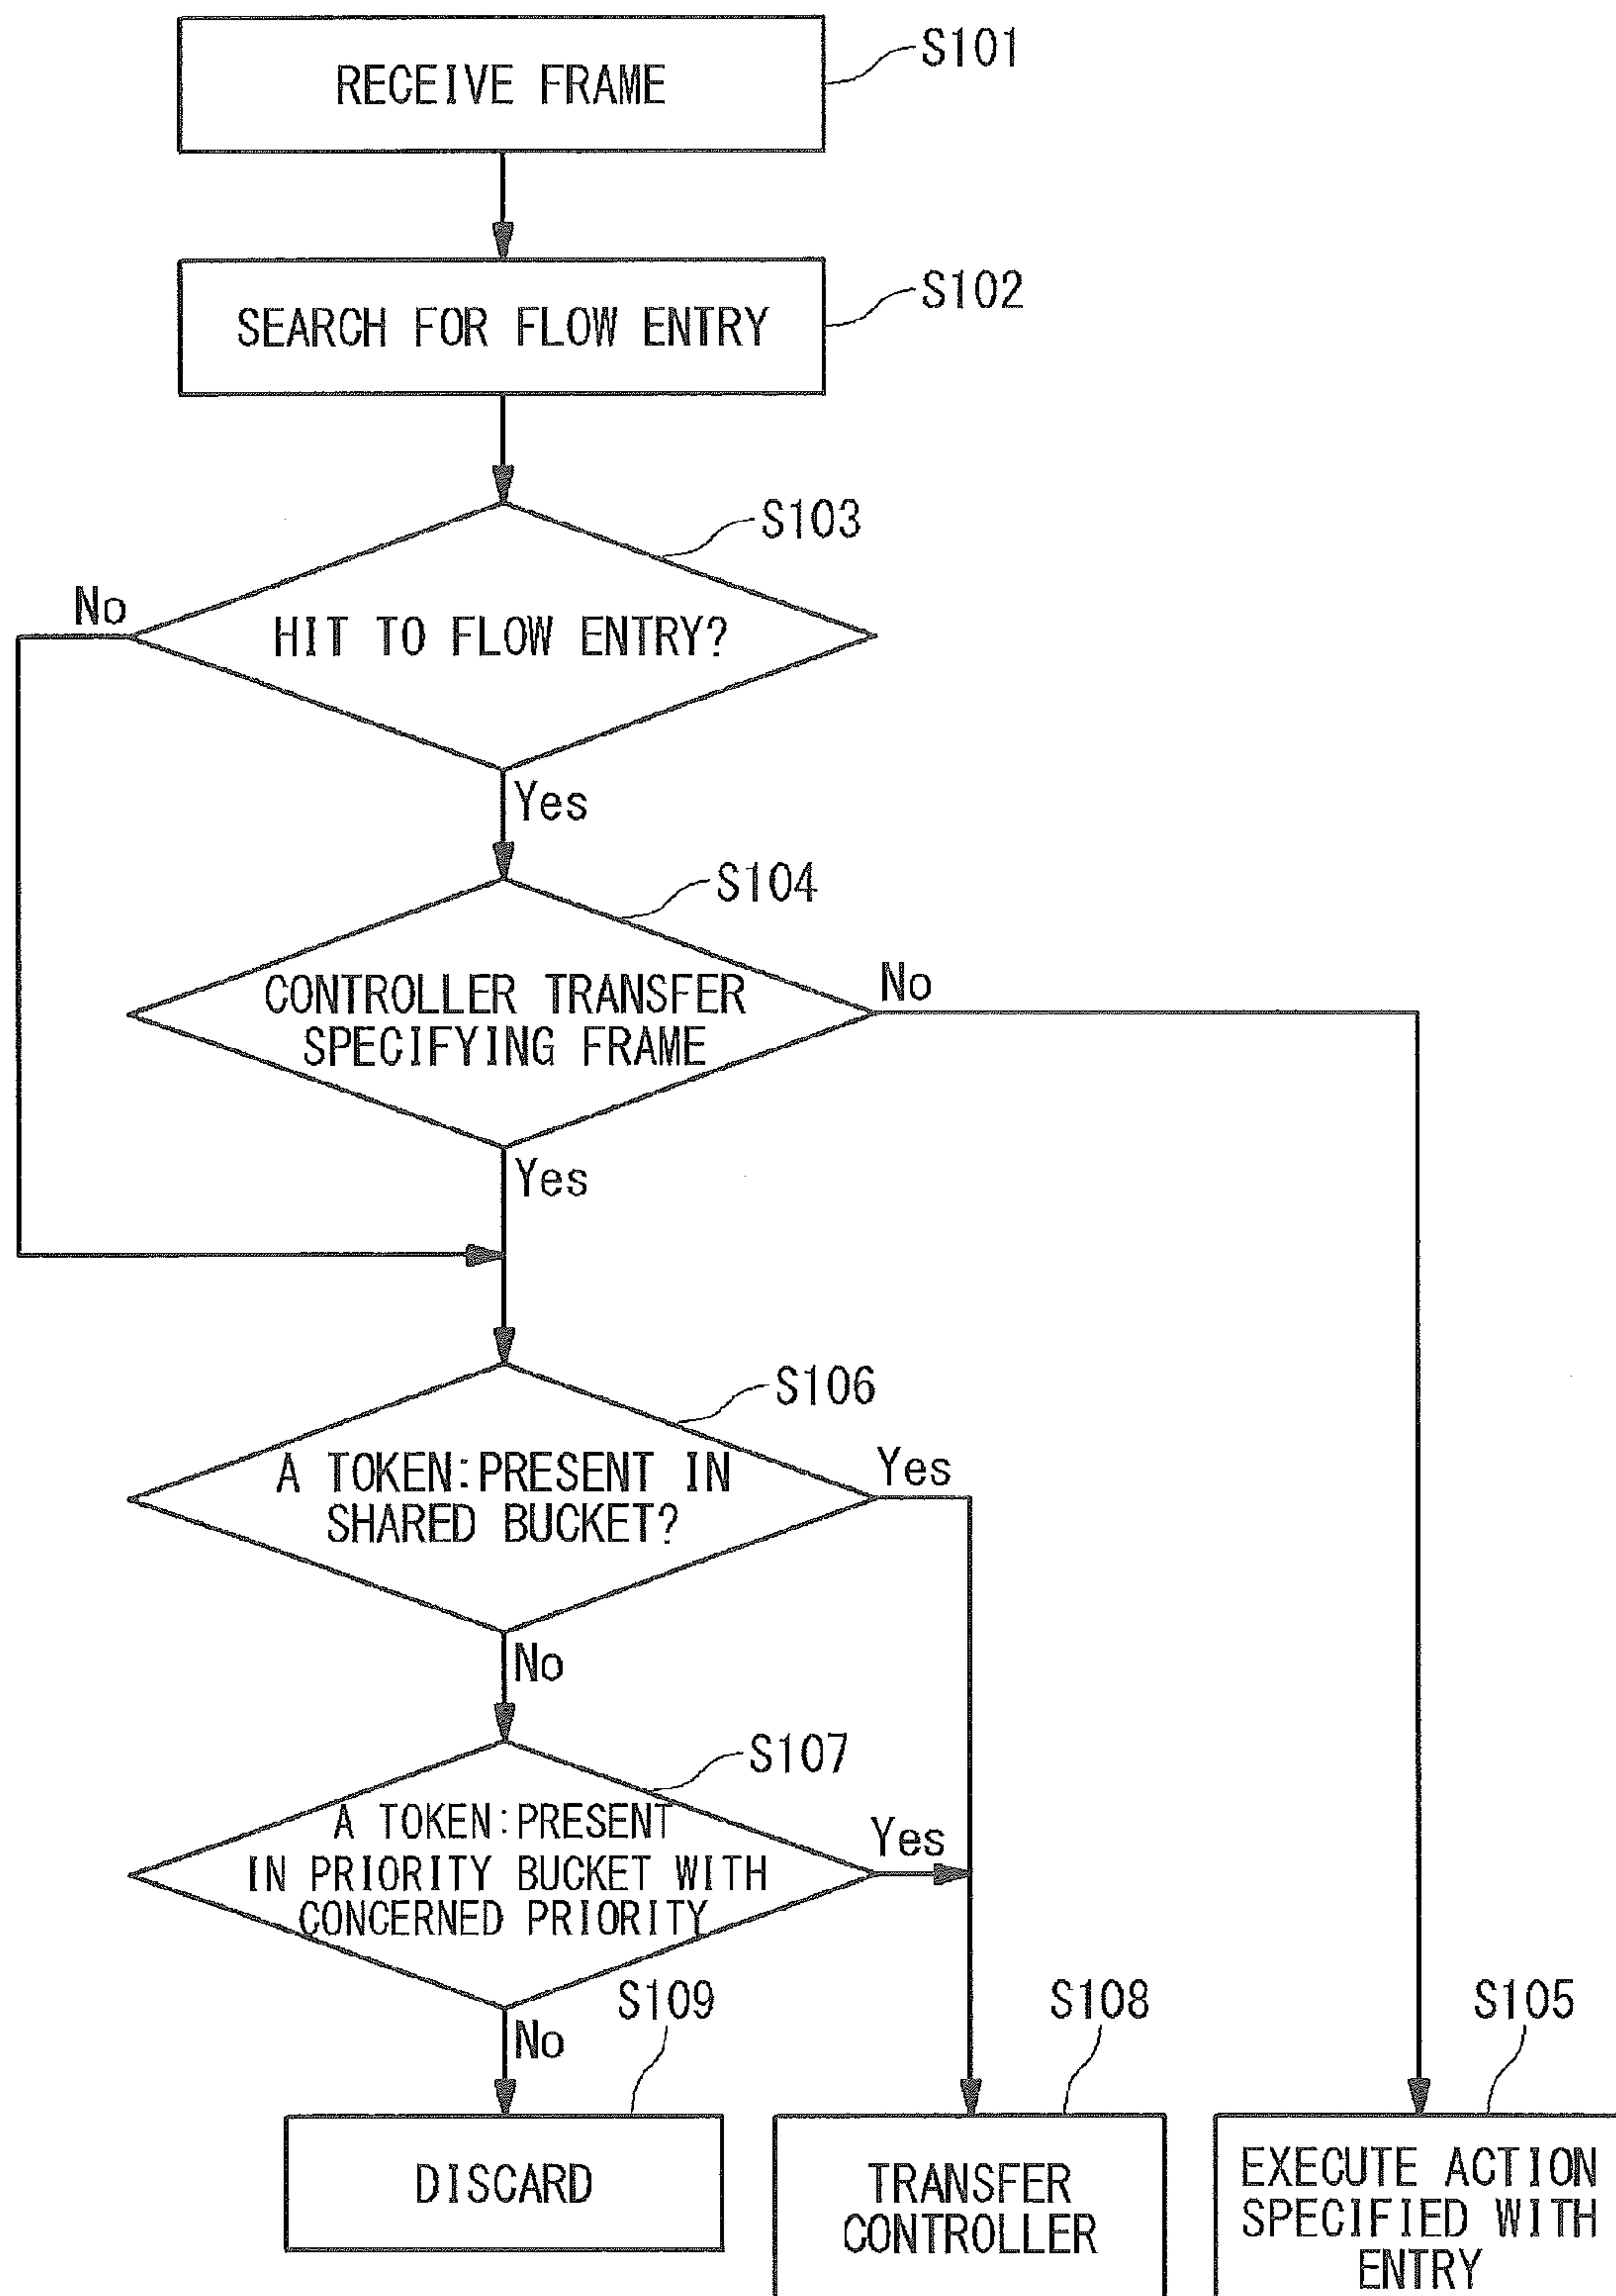 RECEIVE FRAME
S101
SEARCH FOR FLOW ENTRY
S102
S103
No
HIT TO FLOW ENTRY?
Yes
S104
CONTROLLER TRANSFER
SPECIFYING FRAME
No
Yes
S106
A TOKEN:PRESENT IN
SHARED BUCKET?
Yes
No
S107
A TOKEN:PRESENT
IN PRIORITY BUCKET WITH
CONCERNED PRIORITY
Yes
No
S109
DISCARD
S108
TRANSFER
CONTROLLER
S105
EXECUTE ACTION
SPECIFIED WITH
ENTRY